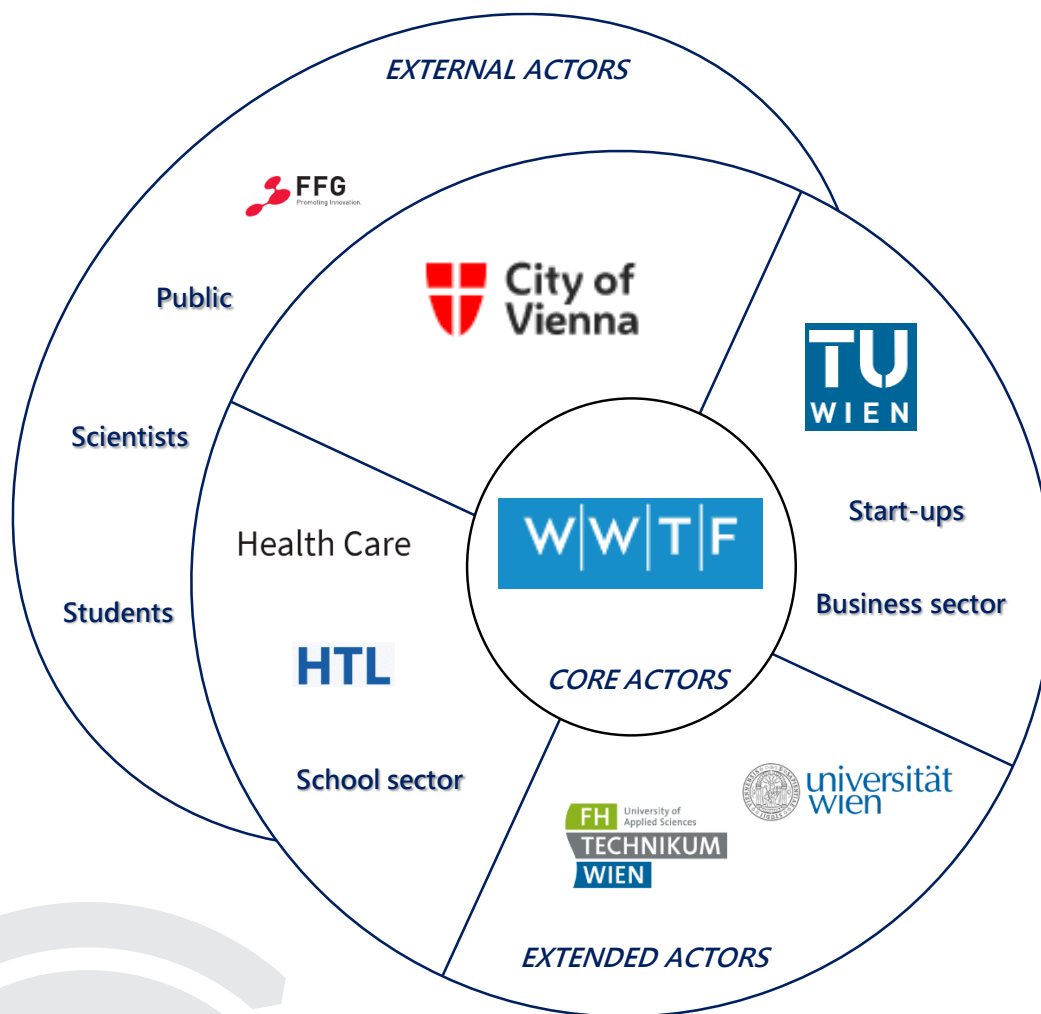 EXTERNAL ACTORS
FFG
Promoting Innovation.
City of
Vienna
Public
TU
WIEN
Scientists
Start-ups
Health Care
W|W|T|F
Business sector
Students
HTL
CORE ACTORS
School sector
universität
wien
FH University of
Applied Sciences
TECHNIKUM
WIEN
EXTENDED ACTORS